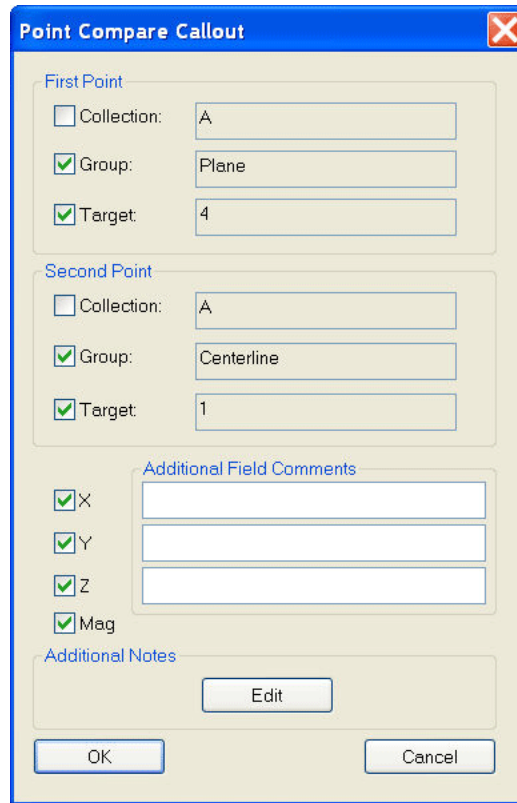 Point Compare Callout
First Point
Collection: A
Group: Plane
Target: 4
Second Point
Collection: A
Group: Centerline
Target: 1
Additional Field Comments
X
Y
Z
Mag
Additional Notes
Edit
OK Cancel